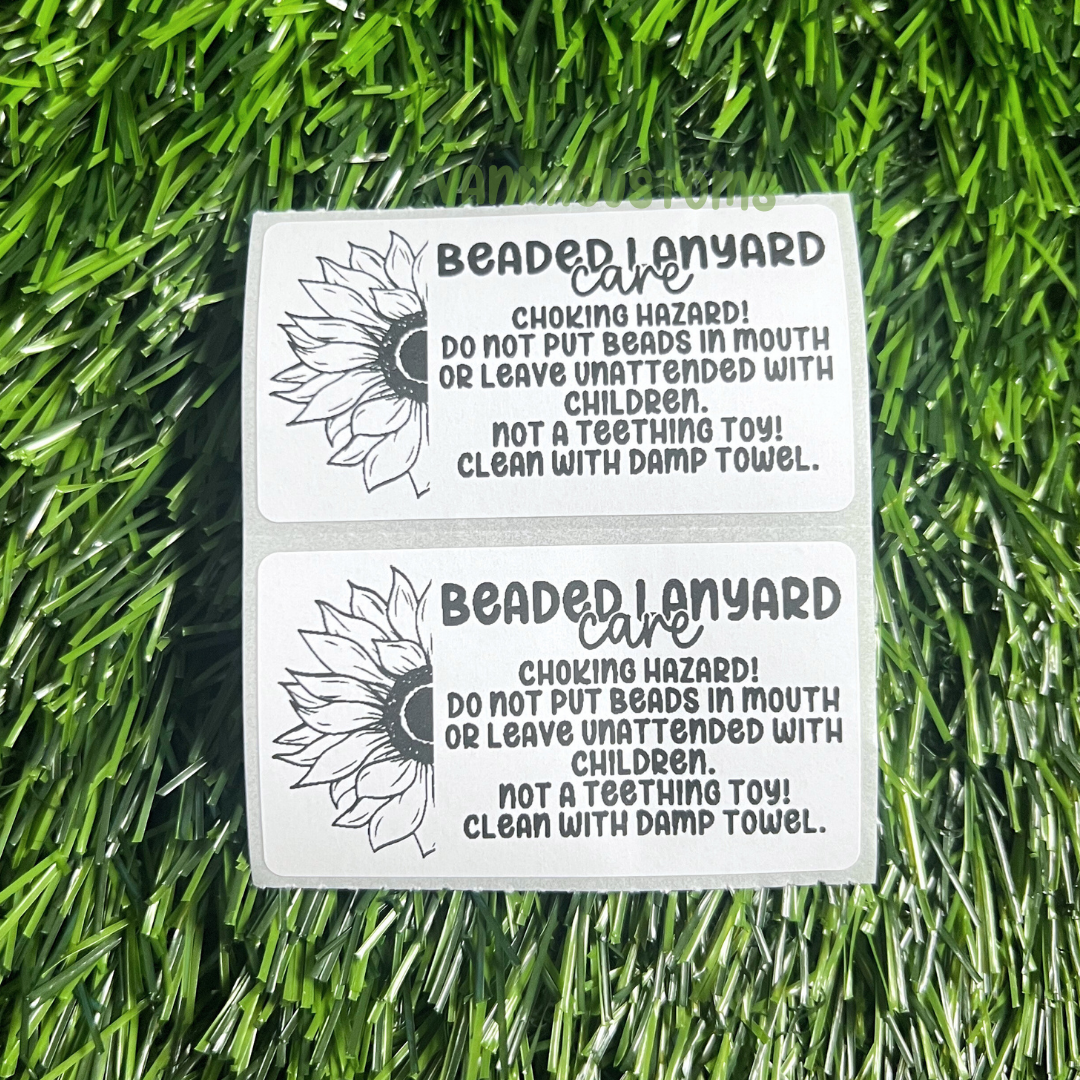 YANNACUSTOMS
BEADED LANYARD
care
CHOKING HAZARD!
DO NOT PUT BEADS IN MOUTH
OR LEAVE UNATTENDED WITH
CHILDREN.
NOT A TEETHING TOY!
CLEAN WITH DAMP TOWEL.
BEADED LANYARD
care
CHOKING HAZARD!
DO NOT PUT BEADS IN MOUTH
OR LEAVE UNATTENDED WITH
CHILDREN.
NOT A TEETHING TOY!
CLEAN WITH DAMP TOWEL.